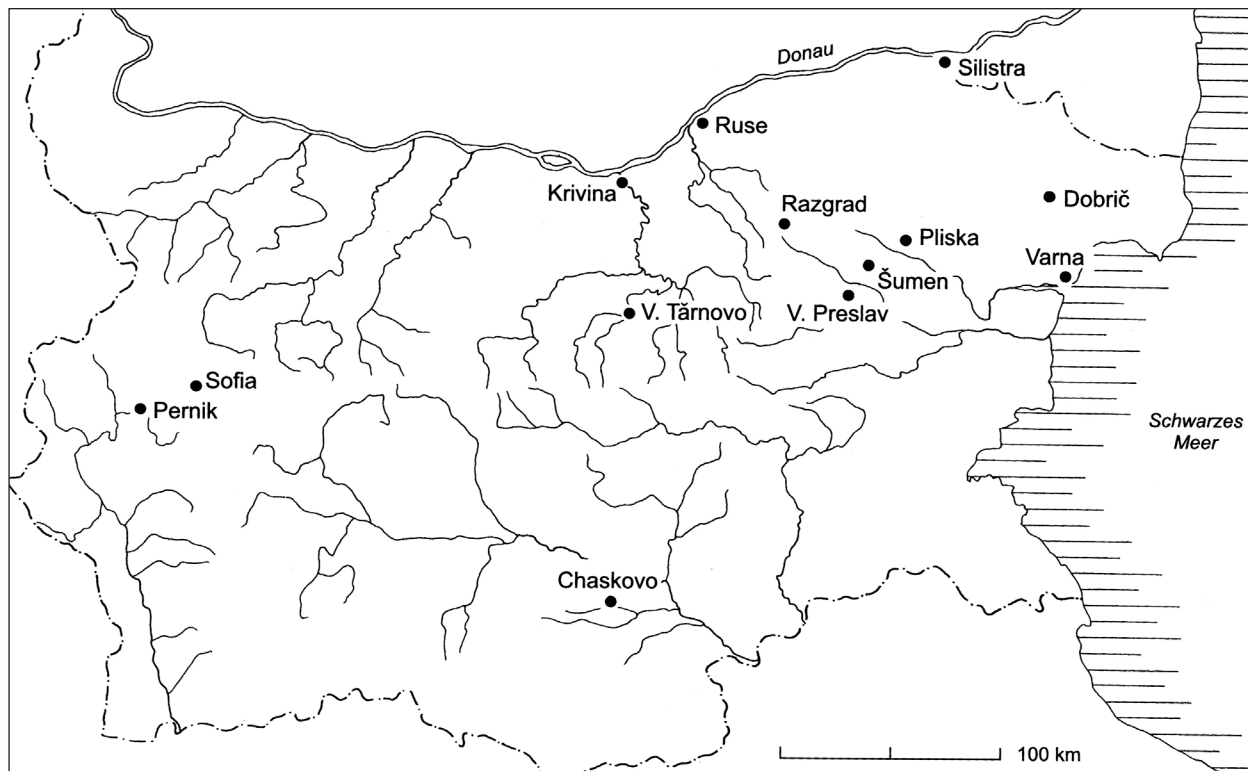 Donau
Silistra
Ruse
Krivina
Razgrad
Dobrič
Pliska
Varna
Šumen
V. Tărnovo
V. Preslav
Sofia
Pernik
Schwarzes
Meer
Chaskovo
100 km